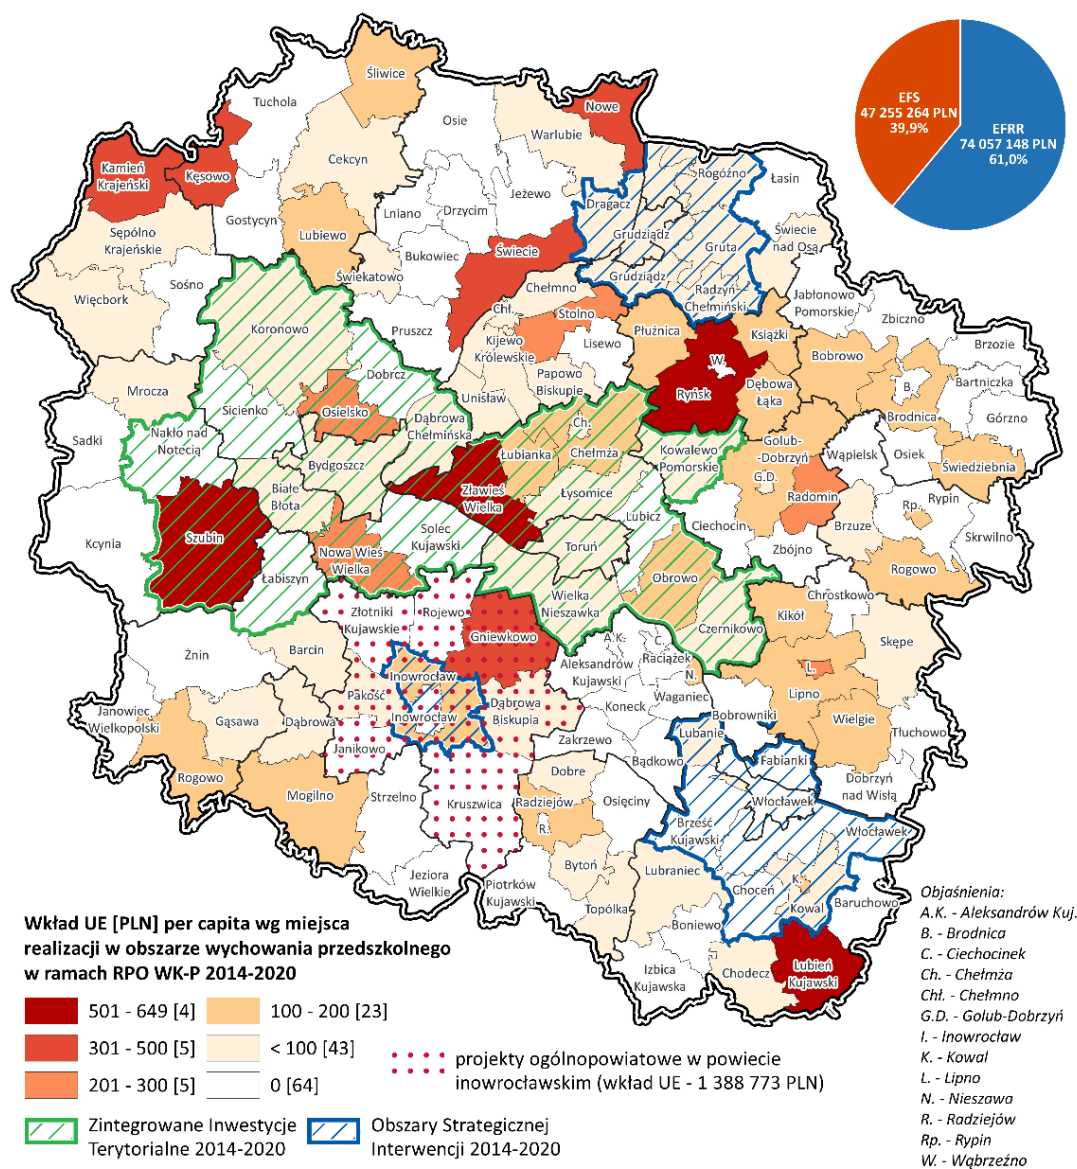 EFS
47 255 264 PLN
39,9%
EFRR
74 057 148 PLN
61,0%
Śliwice
Tuchola
Osie
Nowe
Warlubie
Cekcyn
Kamień
Krajeński
Kęsowo
Rogóźno
Łasin
Jeżewo
Dragacz
Lniano
Drzycim
Gostycyn
Lubiewo
Sępólno
Krajeńskie
Grudziądz
Świecie
nad Osą
Gruta
Świecie
Bukowiec
Świekatowo
Grudziądz
Sośno
Więcbork
Chełmno
Radzyń
Chełmiński
Jabłonowo
Pomorskie
Chł.
Stolno
Zbiczno
Koronowo
Pruszcz
Płużnica
Książki
Kijewo
Królewskie
Lisewo
Brzozie
Bobrowo
W.
Dobrcz
Papowo
Biskupie
Bartniczka
Dębowa
Łąka
B.
Mrocza
Ryńsk
Unisław
Sicienko
Osielsko
Brodnica
Górzno
Dąbrowa
Chełmińska
Ch.
Nakło nad
Notecią
Sadki
Golub-
-Dobrzyń
Kowalewo
Pomorskie
Łubianka
Chełmża
Wąpielsk
Osiek
Bydgoszcz
Świedziebnia
G.D.
Białe
Błota
Zławieś
Wielka
Łysomice
Radomin
Rypin
Rp.
Lubicz
Ciechocin
Brzuze
Szubin
Solec
Kujawski
Skrwilno
Kcynia
Toruń
Zbójno
Nowa Wieś
Wielka
Rogowo
Łabiszyn
Obrowo
Wielka
Nieszawka
Chrostkowo
Złotniki
Kujawskie
Rojewo
Kikół
Czernikowo
Gniewkowo
A.K.
C.
Skępe
Barcin
Żnin
Raciążek
Aleksandrów
Kujawski
L.
Inowrocław
N.
Pakość
Waganiec
Lipno
Dąbrowa
Biskupia
Koneck
Janowiec
Wielkopolski
Gąsawa
Dąbrowa
Inowrocław
Bobrowniki
Wielgie
Lubanie
Tłuchowo
Zakrzewo
Janikowo
Bądkowo
Fabianki
Dobre
Rogowo
Dobrzyń
nad Wisłą
Mogilno
Strzelno
Kruszwica
Radziejów
Osięciny
Włocławek
R.
Brześć
Kujawski
Włocławek
Bytoń
Lubraniec
Jeziora
Wielkie
K.
Piotrków
Kujawski
Choceń
Baruchowo
Topólka
Kowal
Boniewo
Izbica
Kujawska
Chodecz
Lubień
Kujawski
Wkład UE [PLN] per capita wg miejsca
realizacji w obszarze wychowania przedszkolnego
w ramach RPO WK-P 2014-2020
501 - 649 [4]
100 - 200 [23]
301 - 500 [5]
< 100 [43]
201 - 300 [5]
0 [64]
projekty ogólnopowiatowe w powiecie
inowrocławskim (wkład UE - 1 388 773 PLN)
Zintegrowane Inwestycje
Terytorialne 2014-2020
Obszary Strategicznej
Interwencji 2014-2020
Objaśnienia:
A.K. - Aleksandrów Kuj.
B. - Brodnica
C. - Ciechocinek
Ch. - Chełmża
Chł. - Chełmno
G.D. - Golub-Dobrzyń
I. - Inowrocław
K. - Kowal
L. - Lipno
N. - Nieszawa
R. - Radziejów
Rp. - Rypin
W. - Wąbrzeźno